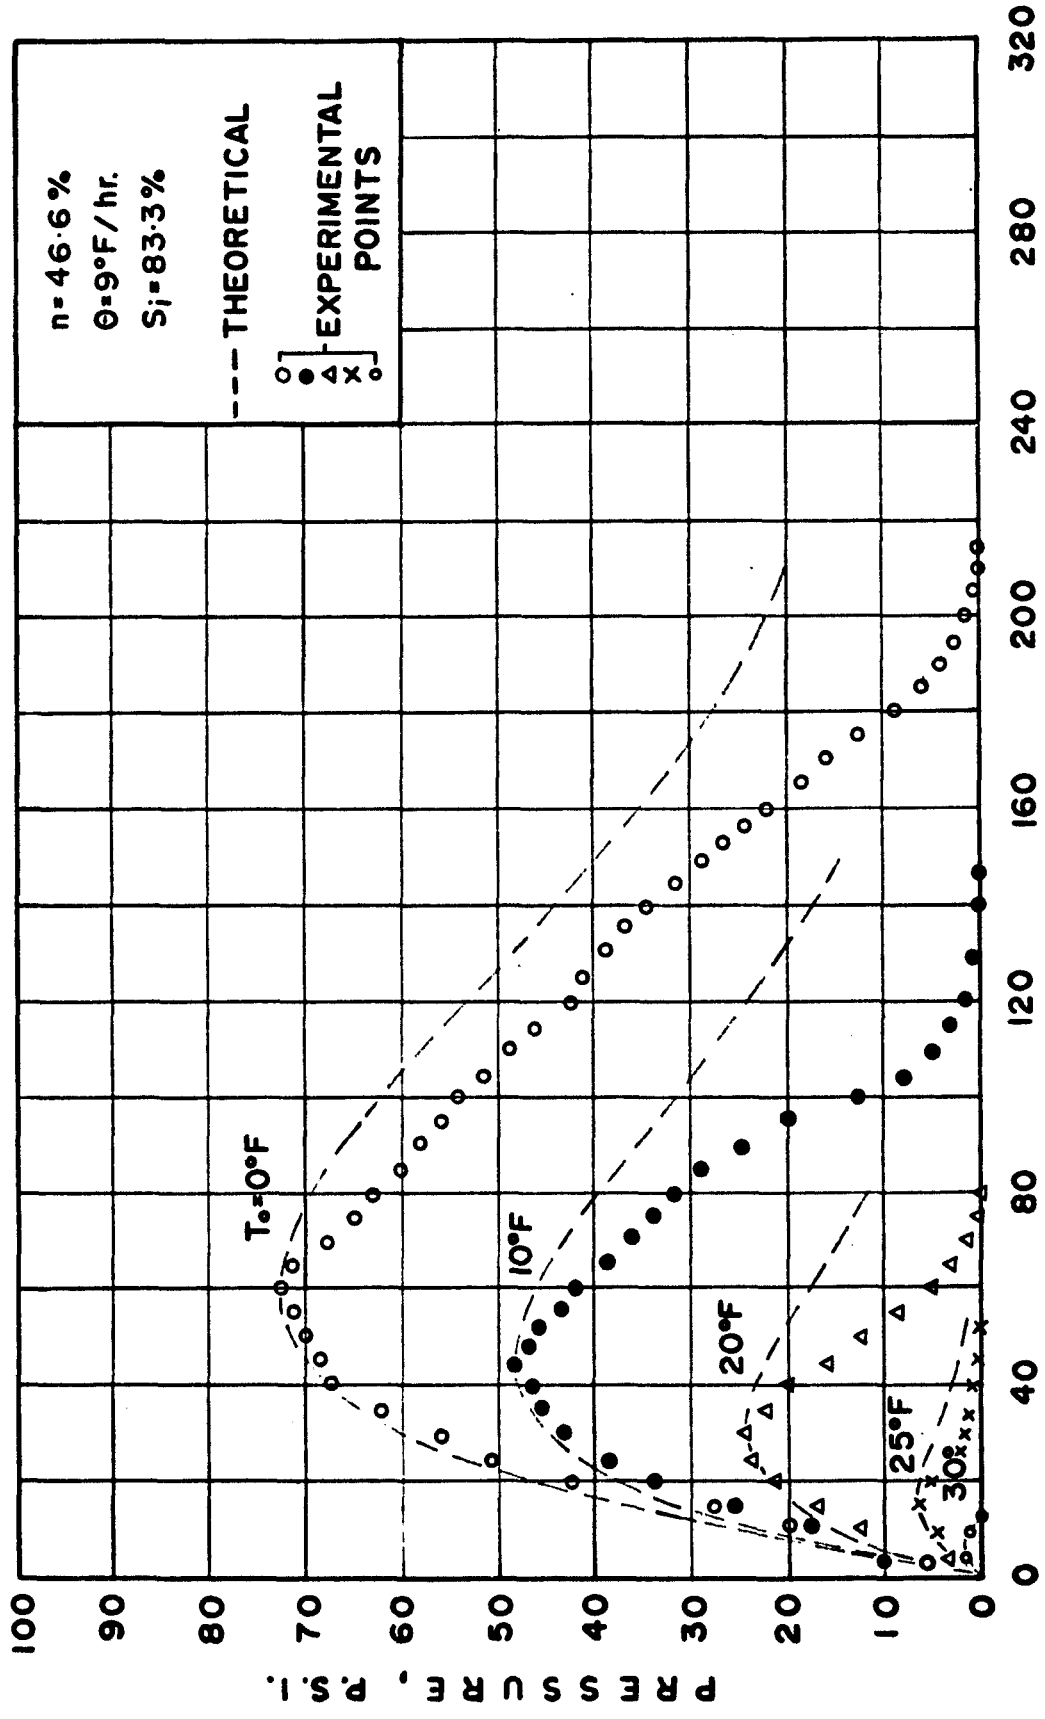 n=46·6%
Θ=9°F/hr.
Si=83·3%
--- THEORETICAL
EXPERIMENTAL
POINTS
T₀=0°F
10°F
20°F
25°F
30°
PRESSURE, P.S.I.
100
90
80
70
60
50
40
30
20
10
0
0 40 80 120 160 200 240 280 320